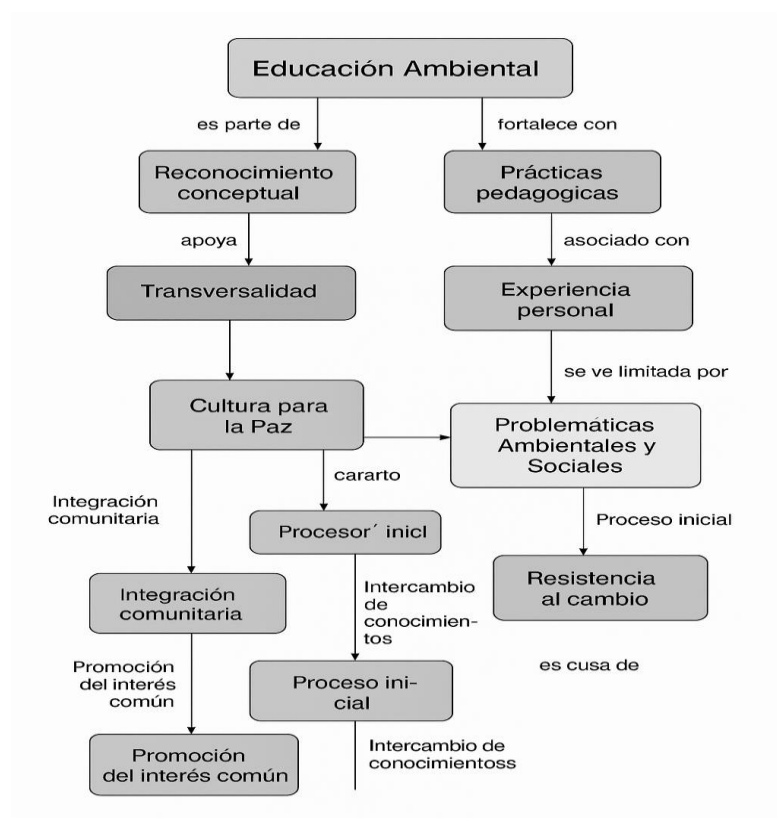 Educación Ambiental
es parte de
fortalece con
Reconocimiento
conceptual
Prácticas
pedagogicas
apoya
asociado con
Transversalidad
Experiencia
personal
se ve limitada por
Cultura para
la Paz
Problemáticas
Ambientales y
Sociales
cararto
Integración
comunitaria
Procesor´ inicl
Proceso inicial
Integración
comunitaria
Intercambio
de
conocimien-
tos
Resistencia
al cambio
Promoción
del interés
común
Proceso ini-
cial
es cusa de
Promoción
del interés común
Intercambio de
conocimientoss